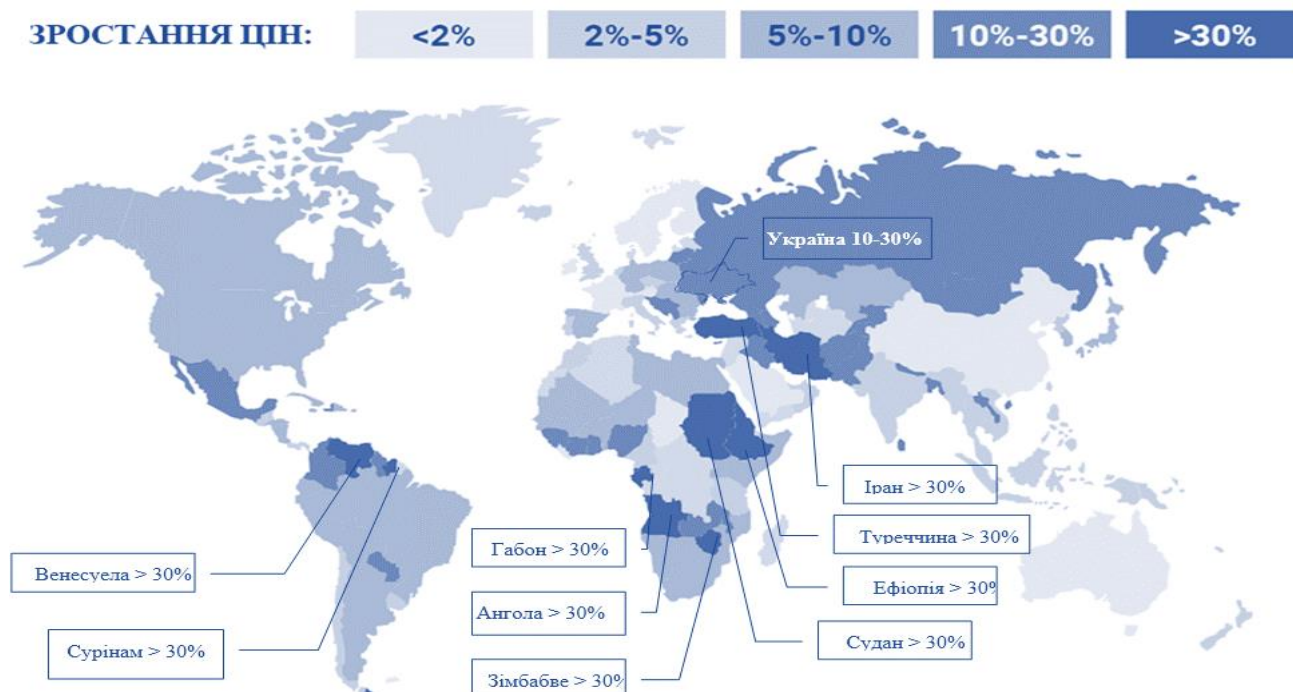 ЗРОСТАННЯ ЦІН: <2% 2%-5% 5%-10% 10%-30% >30%
Україна 10-30%
Іран > 30%
Габон > 30%
Туреччина > 30%
Венесуела > 30%
Ефіопія > 30%
Ангола > 30%
Судан > 30%
Сурінам > 30%
Зімбабве > 30%